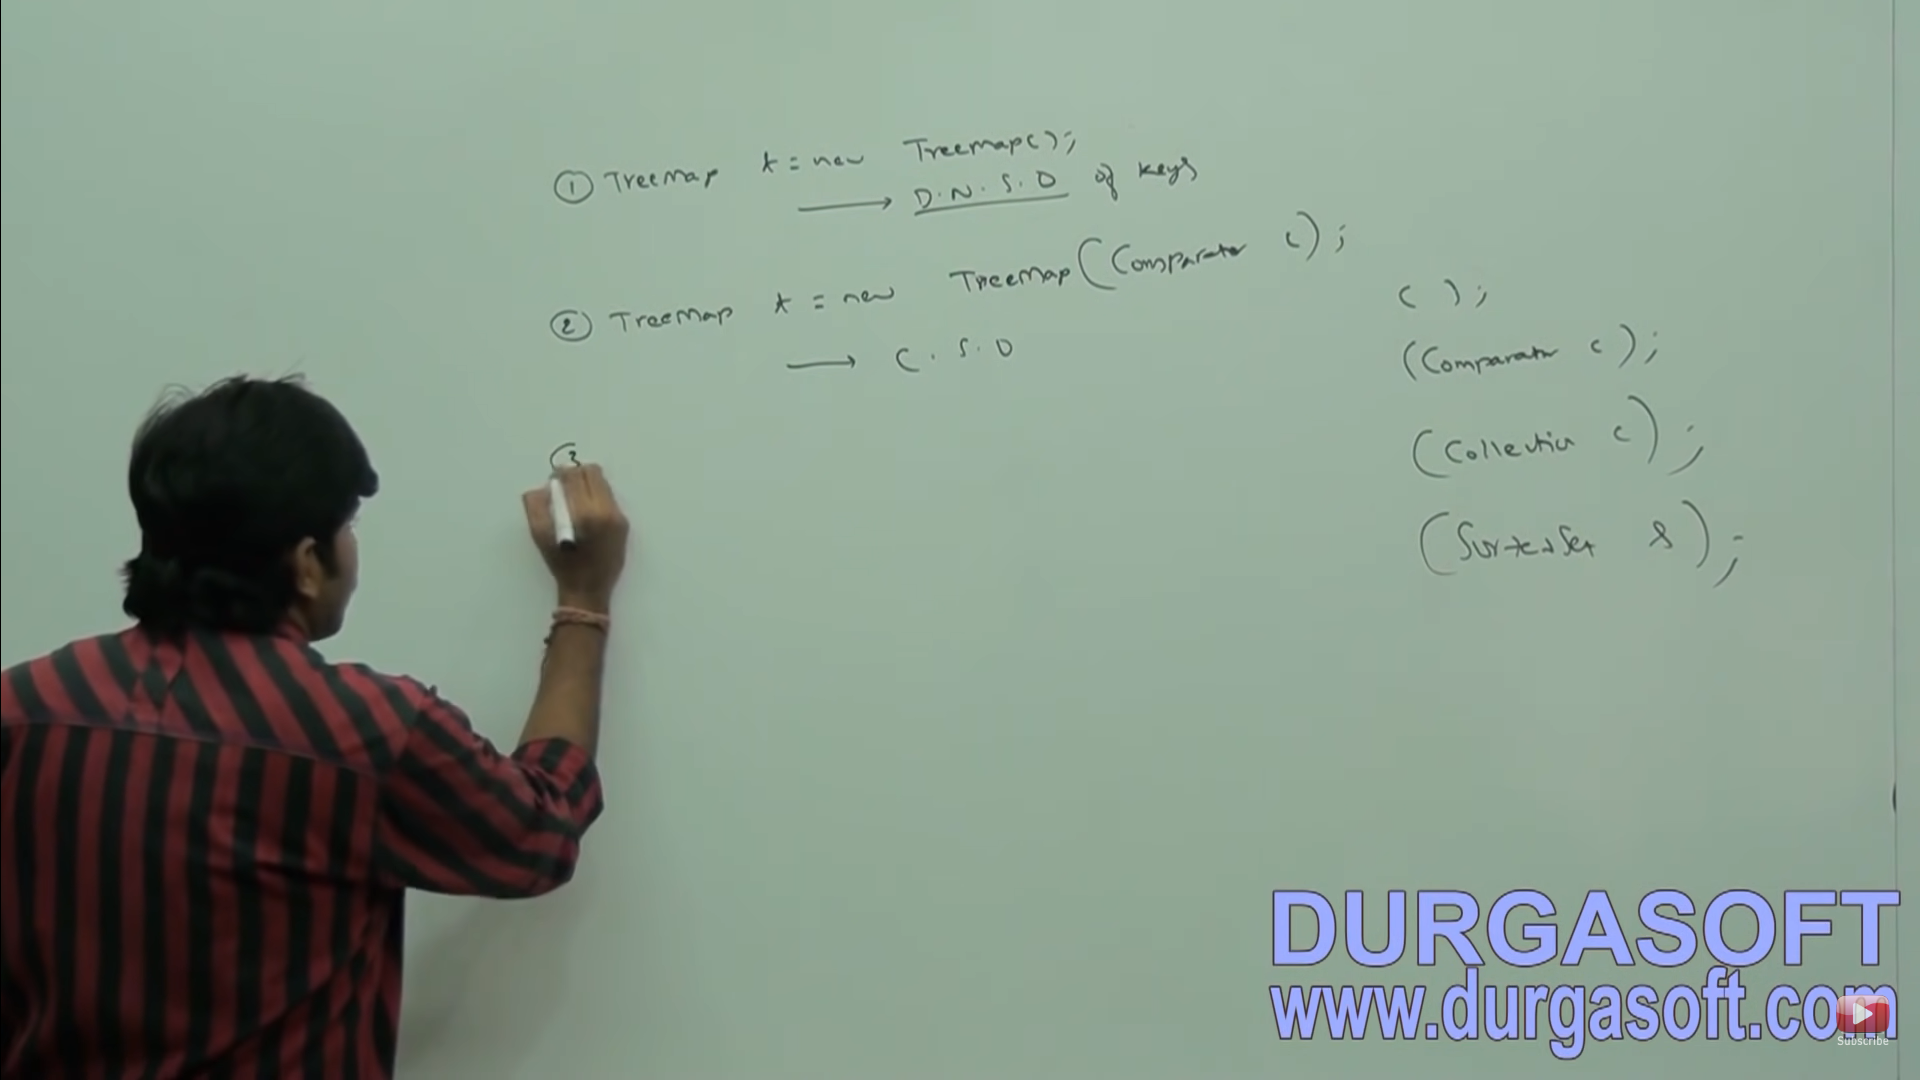 ① TreeMap t = new Treemap();
→ D.N.S.O of keys
② TreeMap t = new TreeMap(Comparator c);
→ C.S.O
③
( );
(Comparator c);
(Collection c);
(SortedSet s);
DURGASOFT
www.durgasoft.com
Subscribe